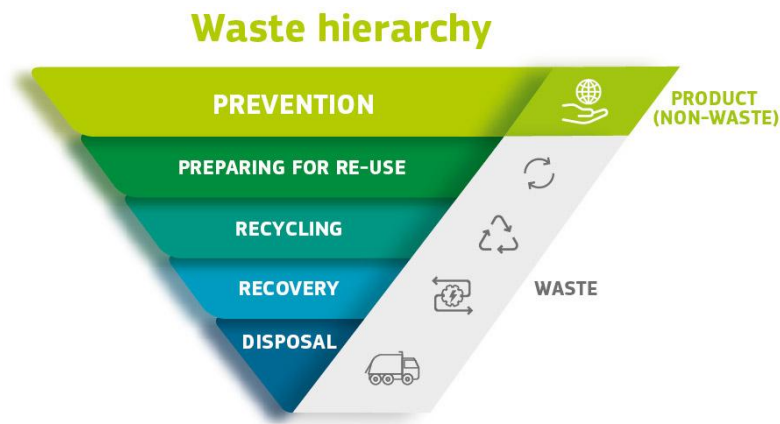 Waste hierarchy
PREVENTION
PRODUCT
(NON-WASTE)
PREPARING FOR RE-USE
RECYCLING
RECOVERY
WASTE
DISPOSAL